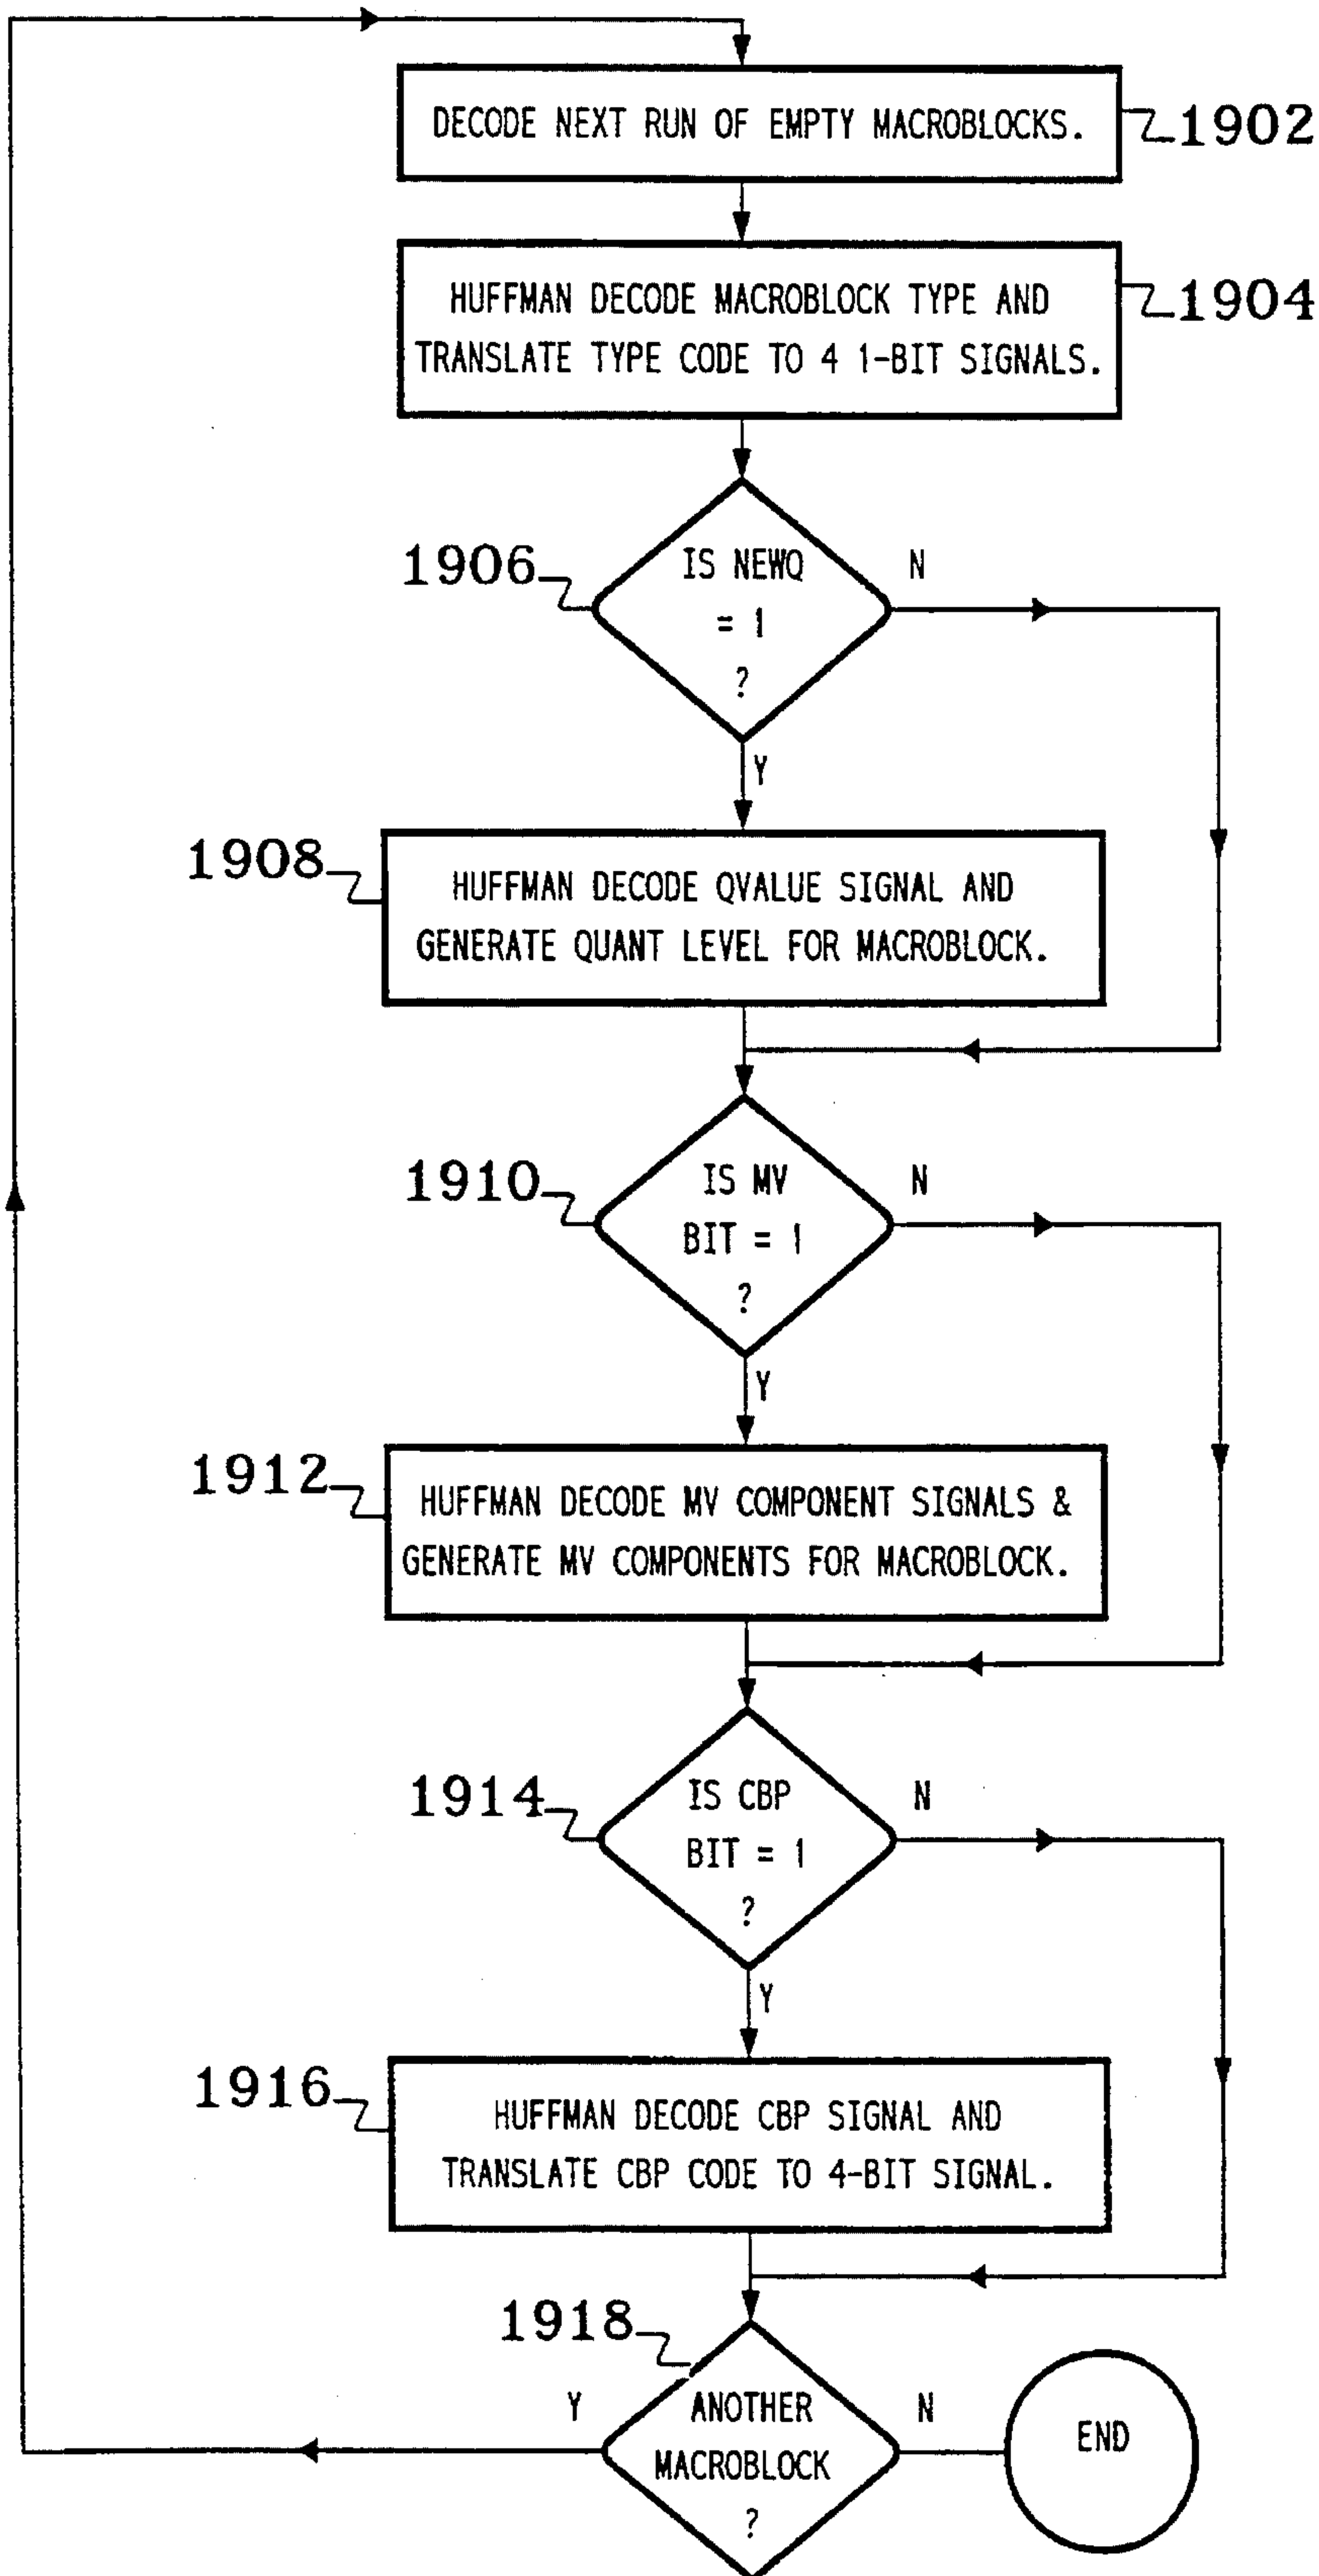 DECODE NEXT RUN OF EMPTY MACROBLOCKS.
1902
HUFFMAN DECODE MACROBLOCK TYPE AND
TRANSLATE TYPE CODE TO 4 1-BIT SIGNALS.
1904
1906
IS NEWQ
= 1
?
N
Y
1908
HUFFMAN DECODE QVALUE SIGNAL AND
GENERATE QUANT LEVEL FOR MACROBLOCK.
1910
IS MV
BIT = 1
?
N
Y
1912
HUFFMAN DECODE MV COMPONENT SIGNALS &
GENERATE MV COMPONENTS FOR MACROBLOCK.
1914
IS CBP
BIT = 1
?
N
Y
1916
HUFFMAN DECODE CBP SIGNAL AND
TRANSLATE CBP CODE TO 4-BIT SIGNAL.
1918
Y
ANOTHER
MACROBLOCK
?
N
END